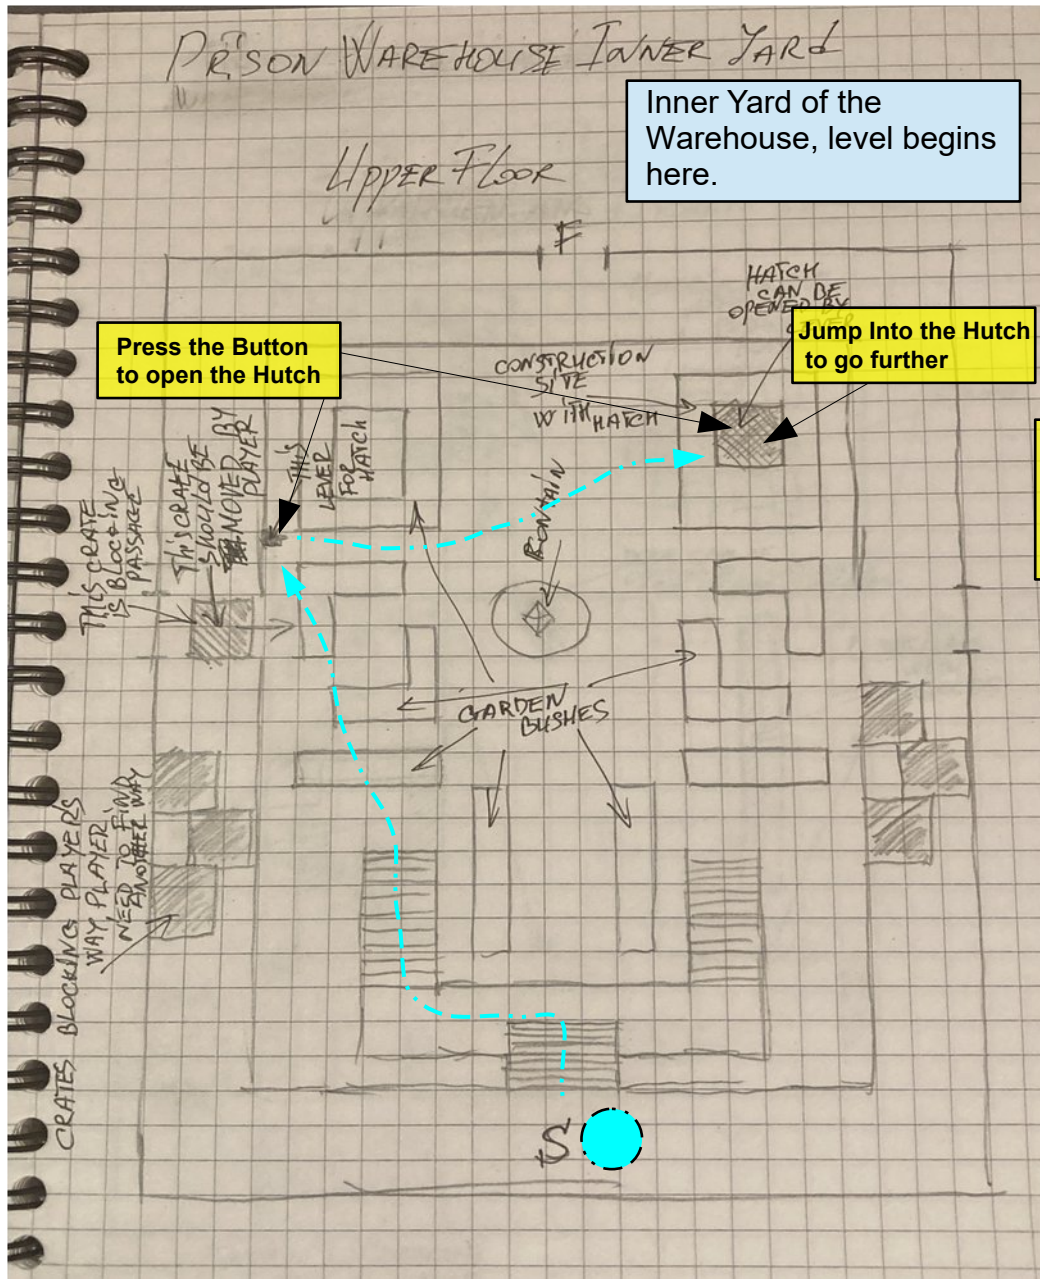 PRISON WAREHOUSE INNER YARD
Inner Yard of the
Warehouse, level begins
here.
UPPER FLOOR
F
HATCH
CAN BE
OPENED BY
Press the Button
to open the Hutch
Jump Into the Hutch
to go further
CONSTRUCTION
SITE
WITH HATCH
THIS
LEVER
FOR
HATCH
THIS CRATE
SHOULD BE
MOVED BY
PLAYER
THIS CRATE
IS BLOCKING
PASSAGE
FONTAIN
GARDEN
BUSHES
CRATES BLOCKING PLAYERS
WAY PLAYER
NEED TO FIND
ANOTHER WAY
S